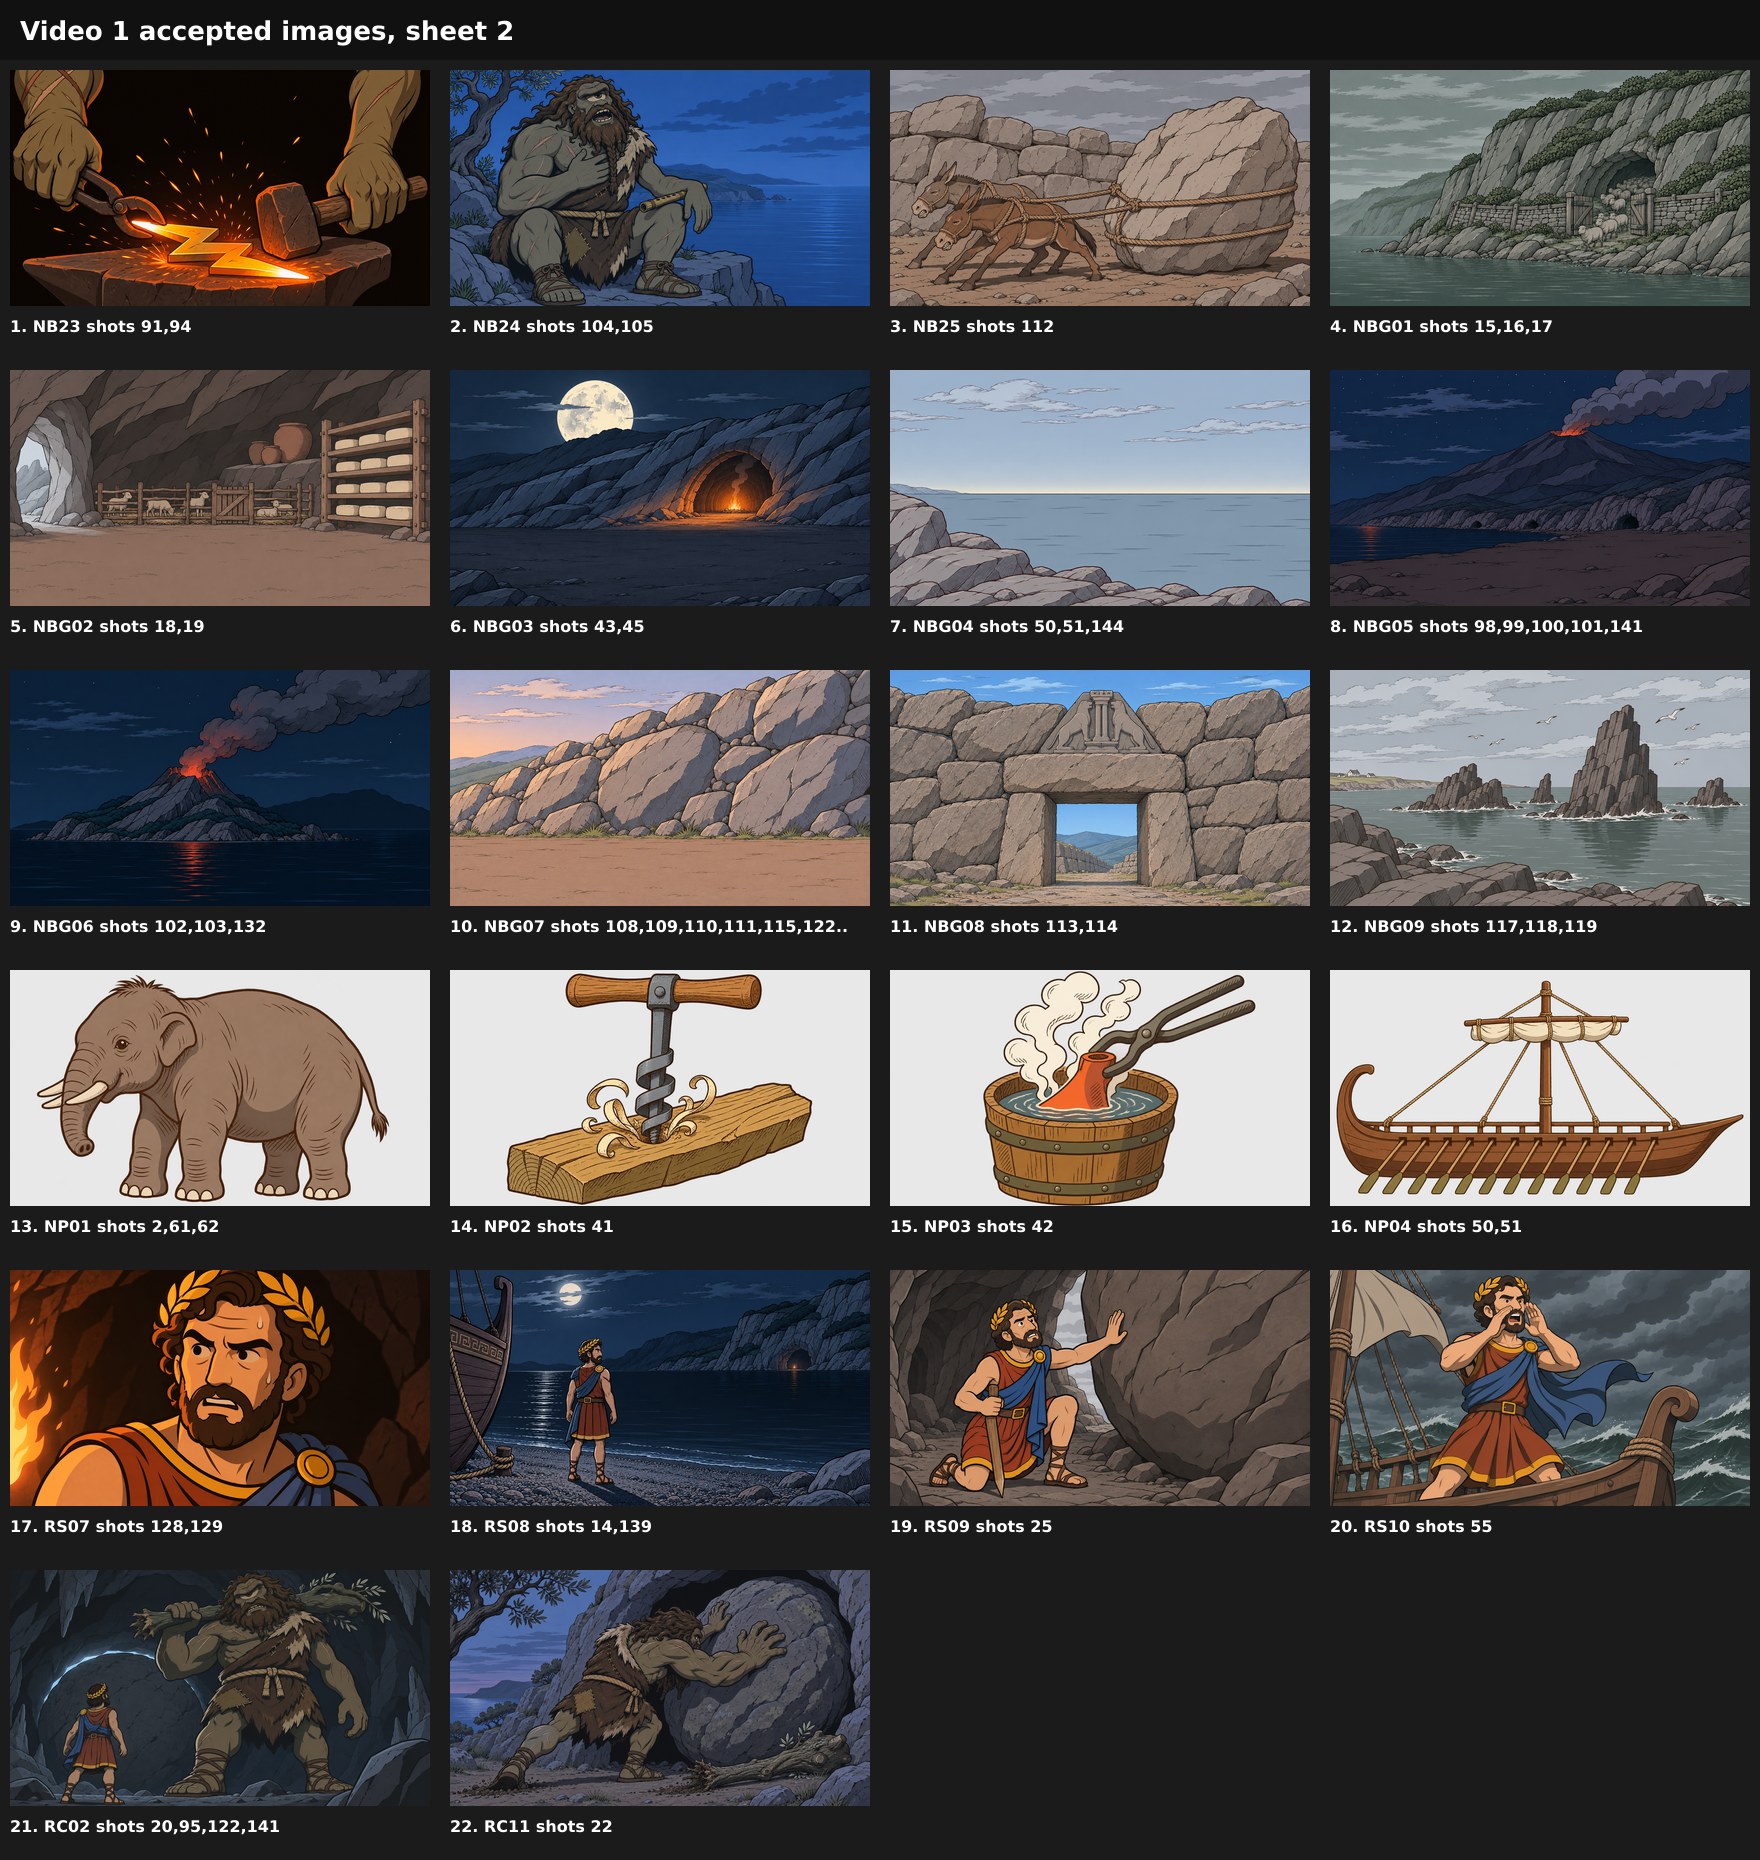 Video 1 accepted images, sheet 2
1. NB23 shots 91,94
2. NB24 shots 104,105
3. NB25 shots 112
4. NBG01 shots 15,16,17
5. NBG02 shots 18,19
6. NBG03 shots 43,45
7. NBG04 shots 50,51,144
8. NBG05 shots 98,99,100,101,141
9. NBG06 shots 102,103,132
10. NBG07 shots 108,109,110,111,115,122..
11. NBG08 shots 113,114
12. NBG09 shots 117,118,119
13. NP01 shots 2,61,62
14. NP02 shots 41
15. NP03 shots 42
16. NP04 shots 50,51
17. RS07 shots 128,129
18. RS08 shots 14,139
19. RS09 shots 25
20. RS10 shots 55
21. RC02 shots 20,95,122,141
22. RC11 shots 22